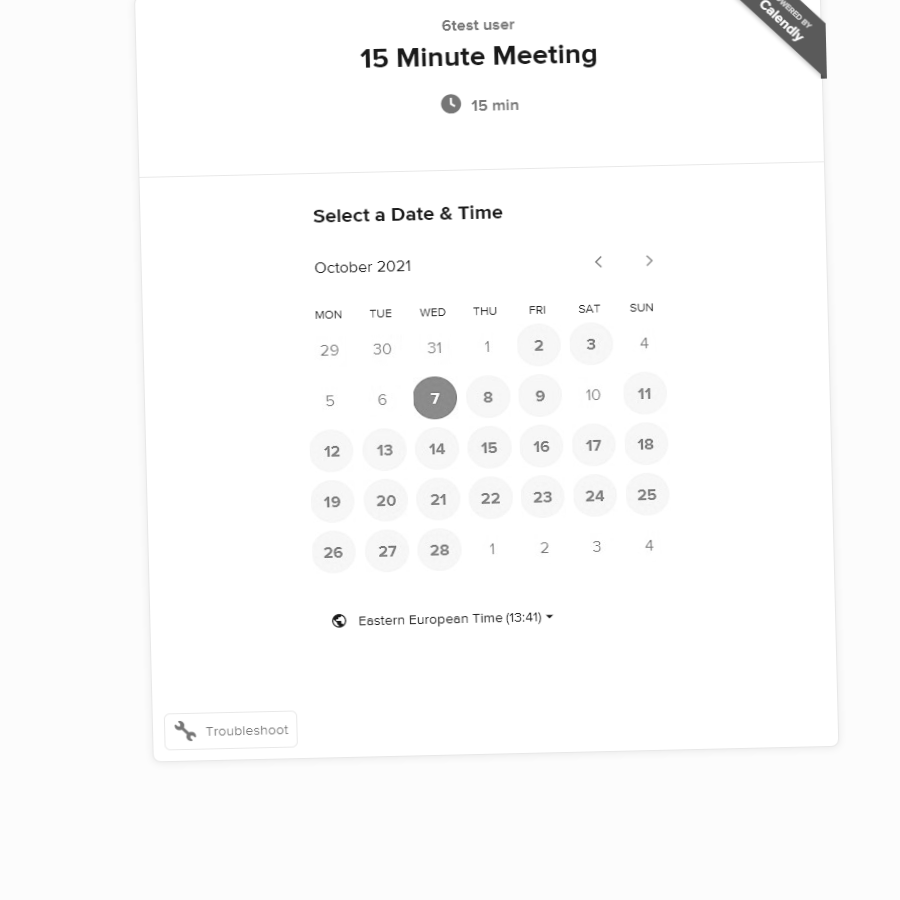 6test user
15 Minute Meeting
15 min
Calendly
Select a Date & Time
October 2021
MON TUE WED THU FRI SAT SUN
29 30 31 1 2 3 4
5 6 7 8 9 10 11
12 13 14 15 16 17 18
19 20 21 22 23 24 25
26 27 28 1 2 3 4
Eastern European Time (13:41)
Troubleshoot